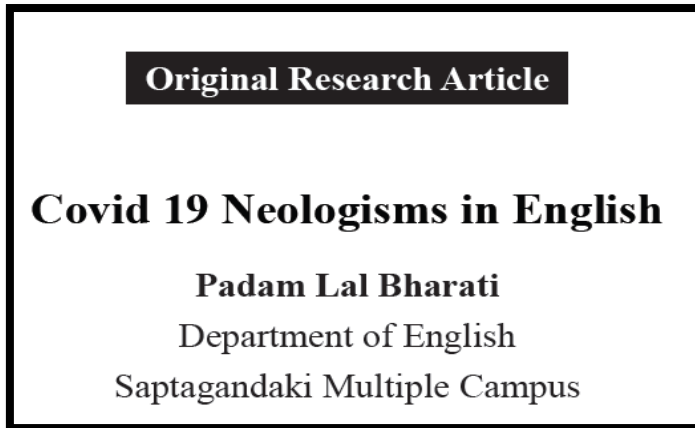 Original Research Article
Covid 19 Neologisms in English
Padam Lal Bharati
Department of English
Saptagandaki Multiple Campus